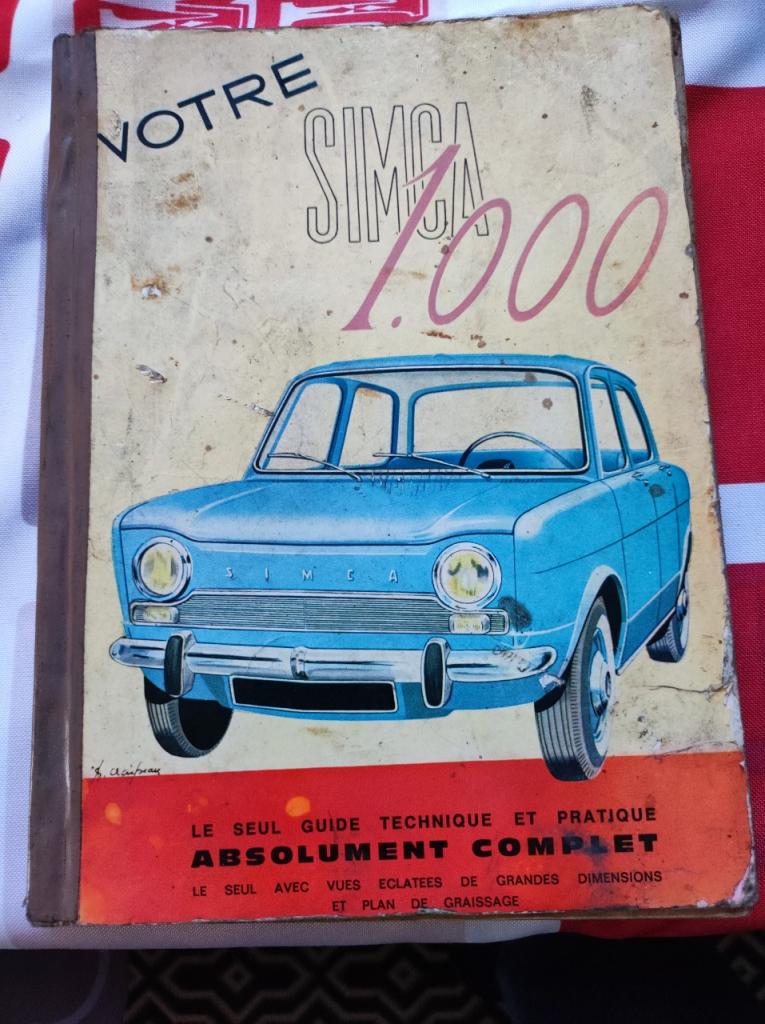 VOTRE
SIMCA
1.000
SIMCA
LE SEUL GUIDE TECHNIQUE ET PRATIQUE
ABSOLUMENT COMPLET
LE SEUL AVEC VUES ECLATEES DE GRANDES DIMENSIONS
ET PLAN DE GRAISSAGE